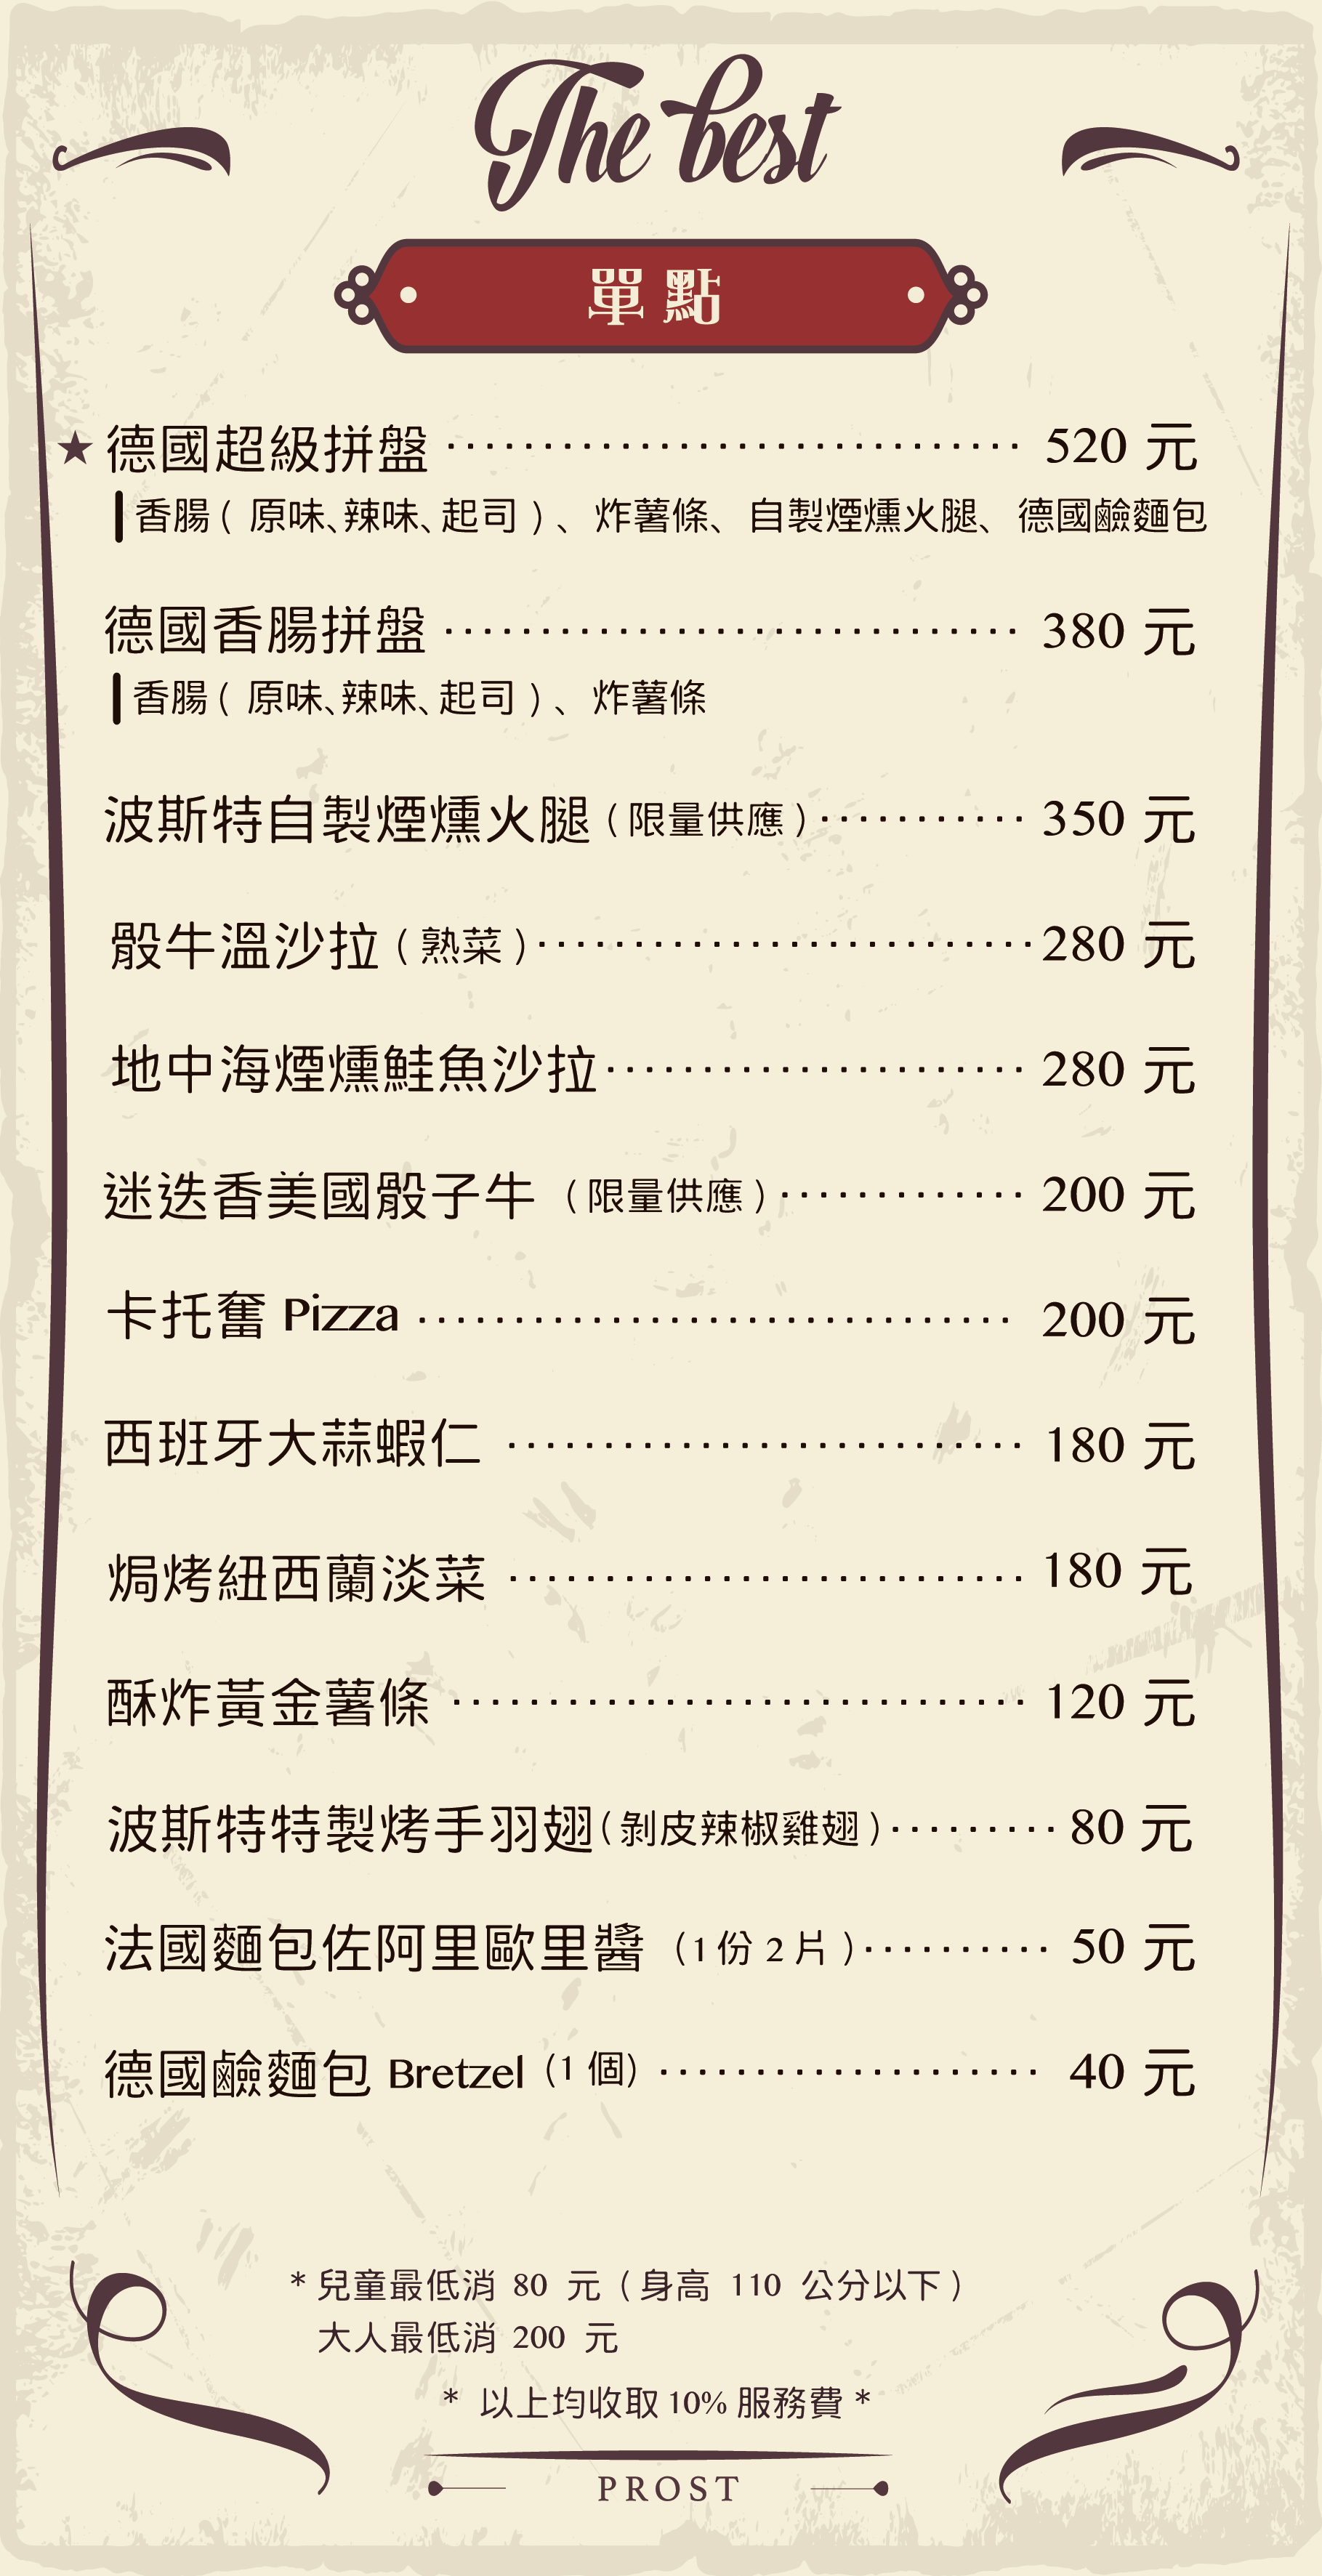 The best
單點
★ 德國超級拼盤 ‧‧‧‧‧‧‧‧‧‧‧‧‧‧‧‧‧‧‧‧‧‧‧‧‧‧‧‧‧‧ 520 元
香腸( 原味、辣味、起司 )、 炸薯條、 自製煙燻火腿、 德國鹼麵包
德國香腸拼盤 ‧‧‧‧‧‧‧‧‧‧‧‧‧‧‧‧‧‧‧‧‧‧‧‧‧‧‧‧‧‧ 380 元
香腸( 原味、辣味、起司 )、 炸薯條
波斯特自製煙燻火腿 ( 限量供應 ) ‧‧‧‧‧‧‧‧‧‧‧ 350 元
骰牛溫沙拉 ( 熟菜 ) ‧‧‧‧‧‧‧‧‧‧‧‧‧‧‧‧‧‧‧‧‧‧‧‧‧‧ 280 元
地中海煙燻鮭魚沙拉 ‧‧‧‧‧‧‧‧‧‧‧‧‧‧‧‧‧‧‧‧‧‧ 280 元
迷迭香美國骰子牛 ( 限量供應 ) ‧‧‧‧‧‧‧‧‧‧‧‧‧ 200 元
卡托奮 Pizza ‧‧‧‧‧‧‧‧‧‧‧‧‧‧‧‧‧‧‧‧‧‧‧‧‧‧‧‧‧‧‧ 200 元
西班牙大蒜蝦仁 ‧‧‧‧‧‧‧‧‧‧‧‧‧‧‧‧‧‧‧‧‧‧‧‧‧‧‧ 180 元
焗烤紐西蘭淡菜 ‧‧‧‧‧‧‧‧‧‧‧‧‧‧‧‧‧‧‧‧‧‧‧‧‧‧‧ 180 元
酥炸黃金薯條 ‧‧‧‧‧‧‧‧‧‧‧‧‧‧‧‧‧‧‧‧‧‧‧‧‧‧‧‧‧‧ 120 元
波斯特特製烤手羽翅( 剝皮辣椒雞翅 ) ‧‧‧‧‧‧‧‧‧ 80 元
法國麵包佐阿里歐里醬 (1 份 2 片 ) ‧‧‧‧‧‧‧‧‧‧ 50 元
德國鹼麵包 Bretzel (1 個) ‧‧‧‧‧‧‧‧‧‧‧‧‧‧‧‧‧‧‧‧ 40 元
* 兒童最低消 80 元 ( 身高 110 公分以下 )
大人最低消 200 元
* 以上均收取 10% 服務費 *
PROST